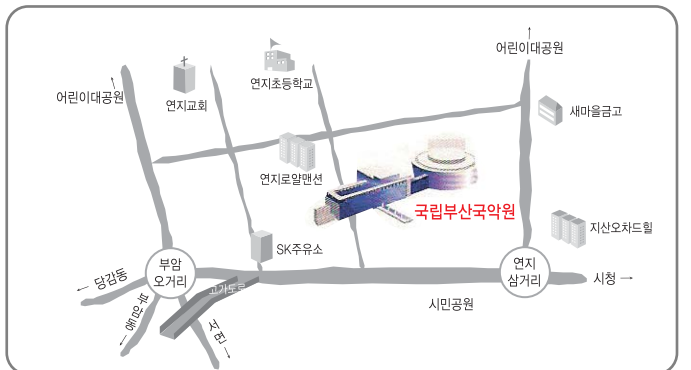 어린이대공원
어린이대공원
연지교회
연지초등학교
새마을금고
연지로얄맨션
국립부산국악원
지산오차드힐
SK주유소
부암
오거리
연지
삼거리
당감동
고가도로
시청
시민공원
부암동
서면